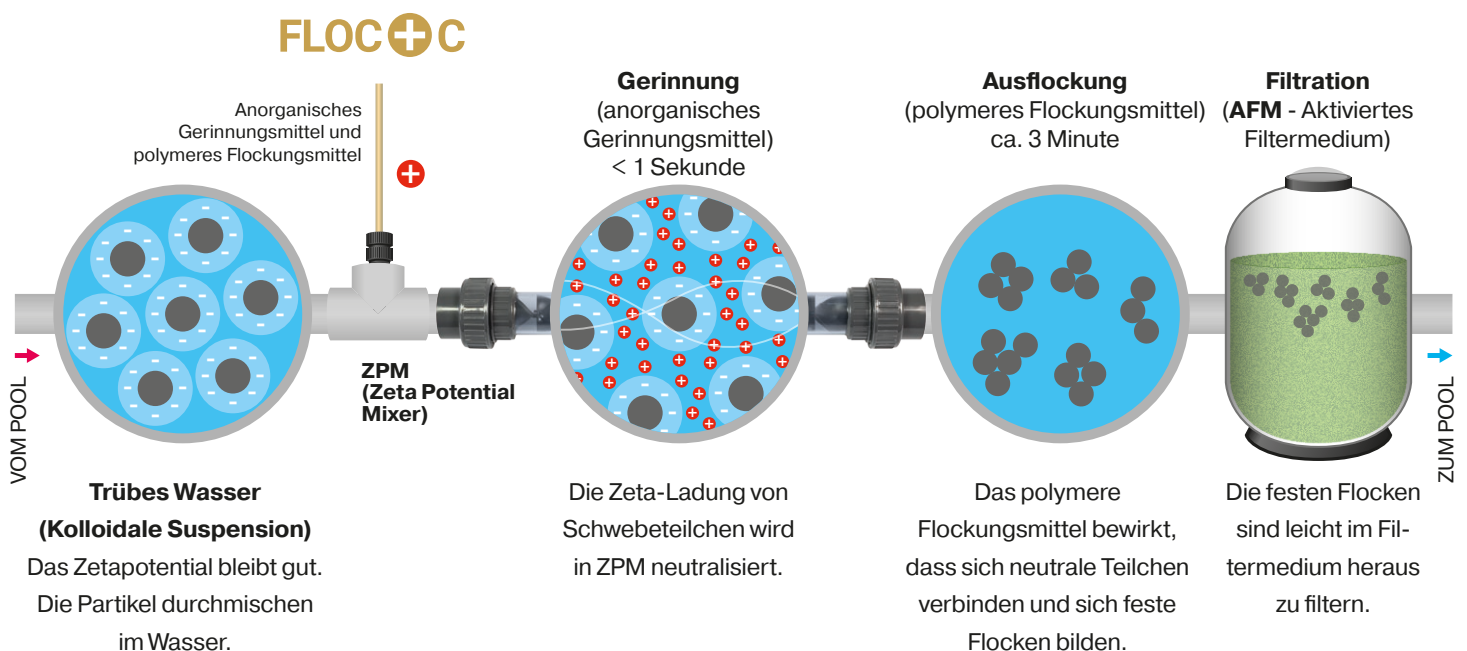 FLOC+C
Anorganisches
Gerinnungsmittel und
polymeres Flockungsmittel
Gerinnung
(anorganisches
Gerinnungsmittel)
< 1 Sekunde
Ausflockung
(polymeres Flockungsmittel)
ca. 3 Minute
Filtration
(AFM - Aktiviertes
Filtermedium)
VOM POOL
ZPM
(Zeta Potential
Mixer)
ZUM POOL
Trübes Wasser
(Kolloidale Suspension)
Das Zetapotential bleibt gut.
Die Partikel durchmischen
im Wasser.
Die Zeta-Ladung von
Schwebeteilchen wird
in ZPM neutralisiert.
Das polymere
Flockungsmittel bewirkt,
dass sich neutrale Teilchen
verbinden und sich feste
Flocken bilden.
Die festen Flocken
sind leicht im Fil-
termedium heraus
zu filtern.